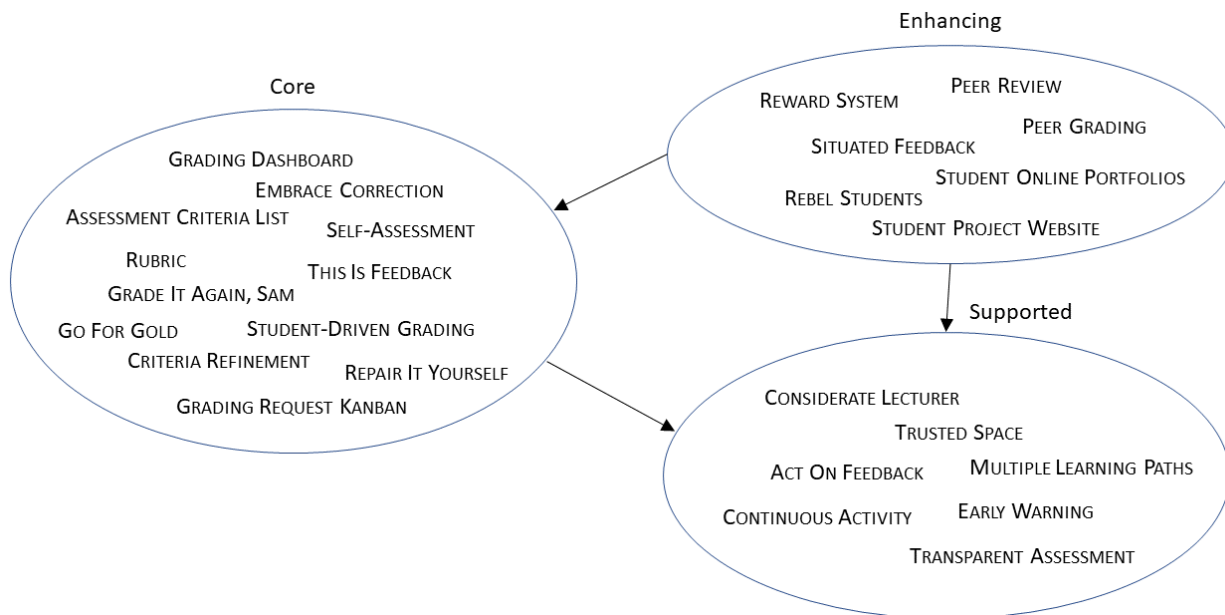 Enhancing
Core
PEER REVIEW
REWARD SYSTEM
PEER GRADING
SITUATED FEEDBACK
STUDENT ONLINE PORTFOLIOS
REBEL STUDENTS
STUDENT PROJECT WEBSITE
GRADING DASHBOARD
EMBRACE CORRECTION
ASSESSMENT CRITERIA LIST
SELF-ASSESSMENT
RUBRIC
THIS IS FEEDBACK
GRADE IT AGAIN, SAM
GO FOR GOLD
STUDENT-DRIVEN GRADING
CRITERIA REFINEMENT
REPAIR IT YOURSELF
GRADING REQUEST KANBAN
Supported
CONSIDERATE LECTURER
TRUSTED SPACE
ACT ON FEEDBACK
MULTIPLE LEARNING PATHS
CONTINUOUS ACTIVITY
EARLY WARNING
TRANSPARENT ASSESSMENT